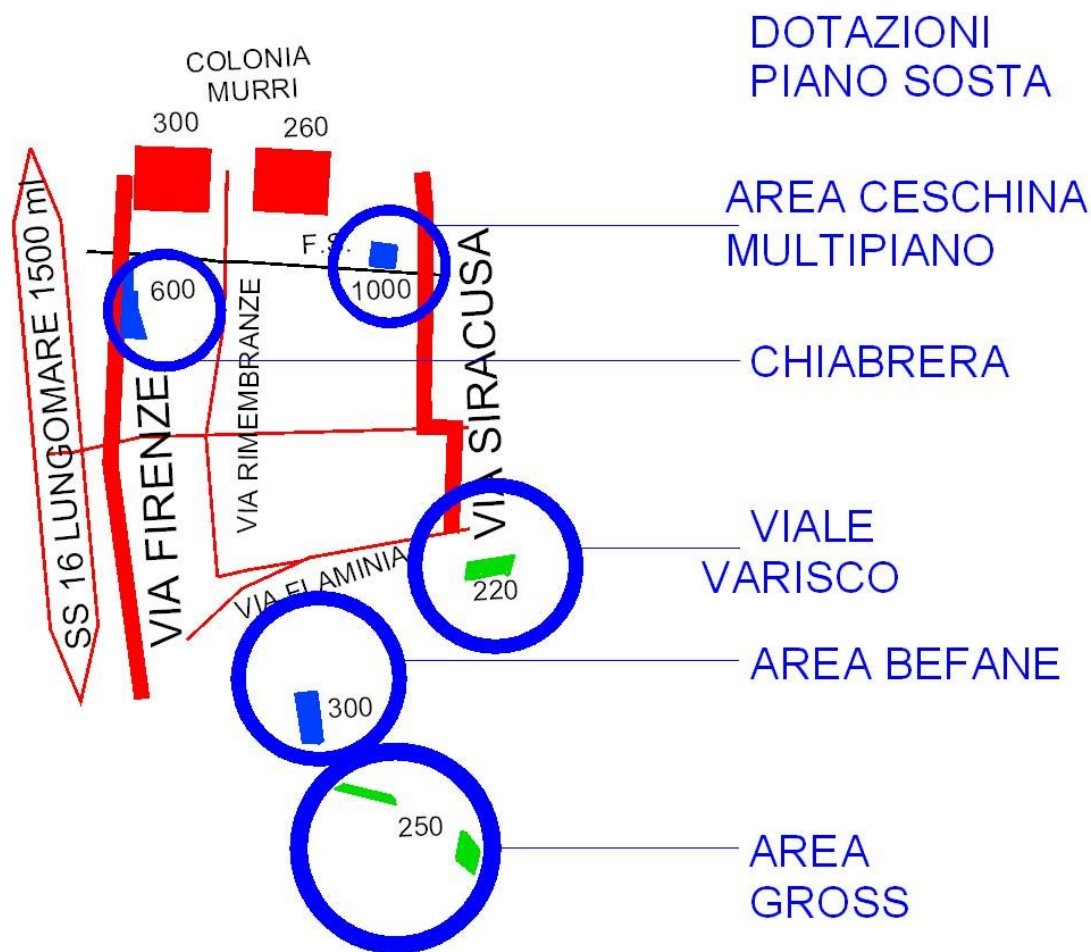 DOTAZIONI
PIANO SOSTA
COLONIA
MURRI
300
260
AREA CESCHINA
MULTIPIANO
F.S.
600
1000
CHIABRERA
SS 16 LUNGOMARE 1500 ml
VIA FIRENZE
VIA RIMEMBRANZE
VIA SIRACUSA
VIALE
VARISCO
VIA FLAMINIA
220
AREA BEFANE
300
250
AREA
GROSS